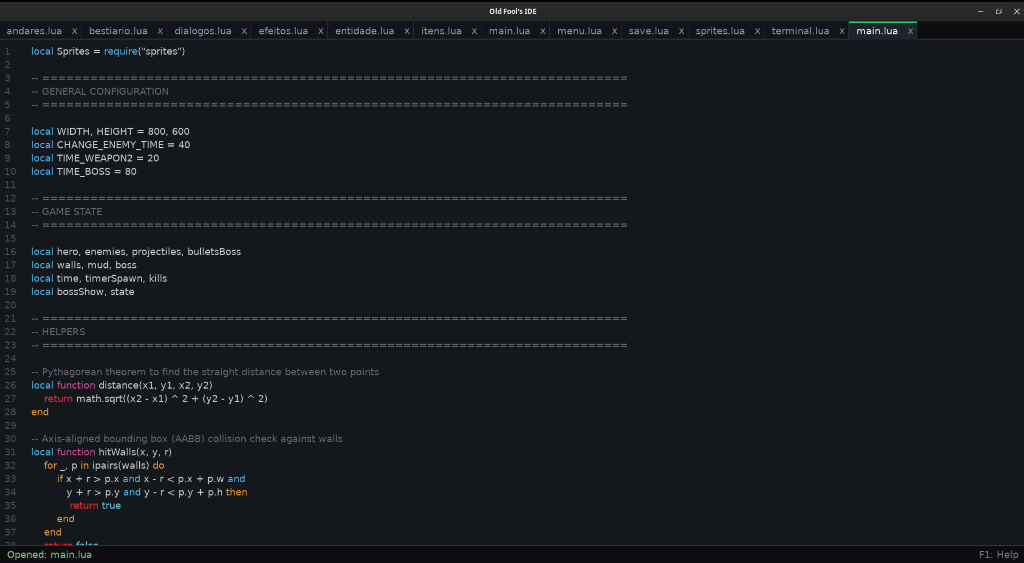 Old Fool's IDE
andares.lua X bestiario.lua X dialogos.lua X efeitos.lua X entidade.lua X itens.lua X main.lua X menu.lua X save.lua X sprites.lua X terminal.lua X main.lua X
1 local Sprites = require("sprites")
2
3 -- =========================================================================
4 -- GENERAL CONFIGURATION
5 -- =========================================================================
6
7 local WIDTH, HEIGHT = 800, 600
8 local CHANGE_ENEMY_TIME = 40
9 local TIME_WEAPON2 = 20
10 local TIME_BOSS = 80
11
12 -- =========================================================================
13 -- GAME STATE
14 -- =========================================================================
15
16 local hero, enemies, projectiles, bulletsBoss
17 local walls, mud, boss
18 local time, timerSpawn, kills
19 local bossShow, state
20
21 -- =========================================================================
22 -- HELPERS
23 -- =========================================================================
24
25 -- Pythagorean theorem to find the straight distance between two points
26 local function distance(x1, y1, x2, y2)
27 return math.sqrt((x2 - x1) ^ 2 + (y2 - y1) ^ 2)
28 end
29
30 -- Axis-aligned bounding box (AABB) collision check against walls
31 local function hitWalls(x, y, r)
32 for _, p in ipairs(walls) do
33 if x + r > p.x and x - r < p.x + p.w and
34 y + r > p.y and y - r < p.y + p.h then
35 return true
36 end
37 end
38 return false
Opened: main.lua
F1: Help